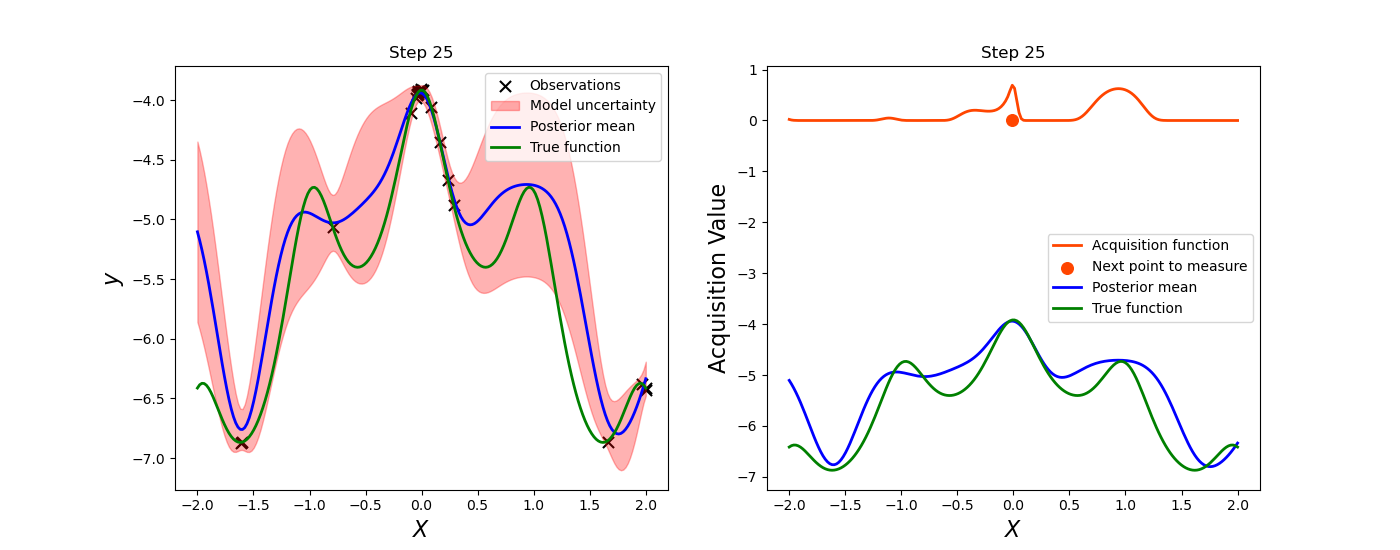 Step 25
−4.0
−4.5
−5.0
−5.5
−6.0
−6.5
−7.0
y
Observations
Model uncertainty
Posterior mean
True function
−2.0 −1.5 −1.0 −0.5 0.0 0.5 1.0 1.5 2.0
X
Step 25
1
0
−1
−2
−3
−4
−5
−6
−7
Acquisition Value
Acquisition function
Next point to measure
Posterior mean
True function
−2.0 −1.5 −1.0 −0.5 0.0 0.5 1.0 1.5 2.0
X